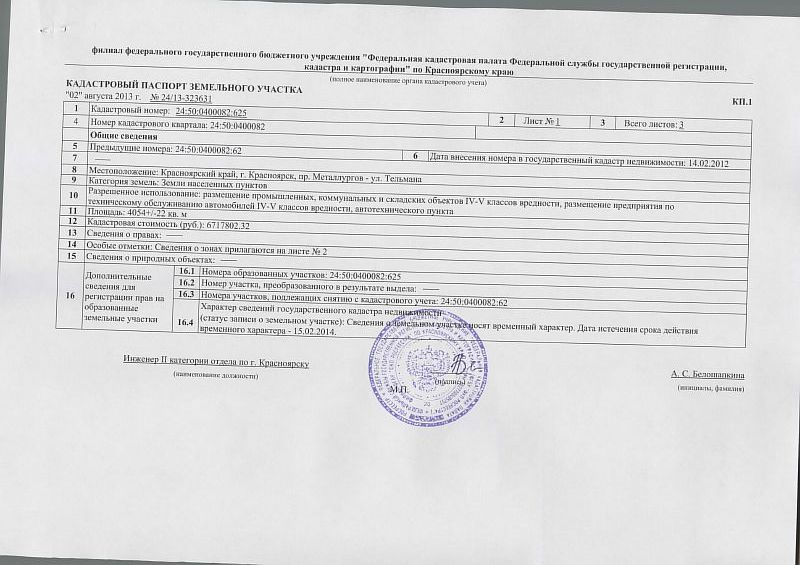 филиал федерального государственного бюджетного учреждения "Федеральная кадастровая палата Федеральной службы государственной регистрации,
кадастра и картографии" по Красноярскому краю
(полное наименование органа кадастрового учета)
КАДАСТРОВЫЙ ПАСПОРТ ЗЕМЕЛЬНОГО УЧАСТКА
КП.1
"02" августа 2013 г. № 24/13-323631
1 Кадастровый номер: 24:50:0400082:625 2 Лист № 1 3 Всего листов: 3
4 Номер кадастрового квартала: 24:50:0400082
Общие сведения
5 Предыдущие номера: 24:50:0400082:62 6 Дата внесения номера в государственный кадастр недвижимости: 14.02.2012
7 ——
8 Местоположение: Красноярский край, г. Красноярск, пр. Металлургов - ул. Тельмана
9 Категория земель: Земли населенных пунктов
10 Разрешенное использование: размещение промышленных, коммунальных и складских объектов IV-V классов вредности, размещение предприятия по
техническому обслуживанию автомобилей IV-V классов вредности, автотехнического пункта
11 Площадь: 4054+/-22 кв. м
12 Кадастровая стоимость (руб.): 6717802.32
13 Сведения о правах: ——
14 Особые отметки: Сведения о зонах прилагаются на листе № 2
15 Сведения о природных объектах: ——
16 Дополнительные
сведения для
регистрации прав на
образованные
земельные участки
16.1 Номера образованных участков: 24:50:0400082:625
16.2 Номер участка, преобразованного в результате выдела: ——
16.3 Номера участков, подлежащих снятию с кадастрового учета: 24:50:0400082:62
16.4 Характер сведений государственного кадастра недвижимости
(статус записи о земельном участке): Сведения о земельном участке носят временный характер. Дата истечения срока действия
временного характера - 15.02.2014.
Инженер II категории отдела по г. Красноярску
(наименование должности)
М.П.
(подпись)
А. С. Белошапкина
(инициалы, фамилия)